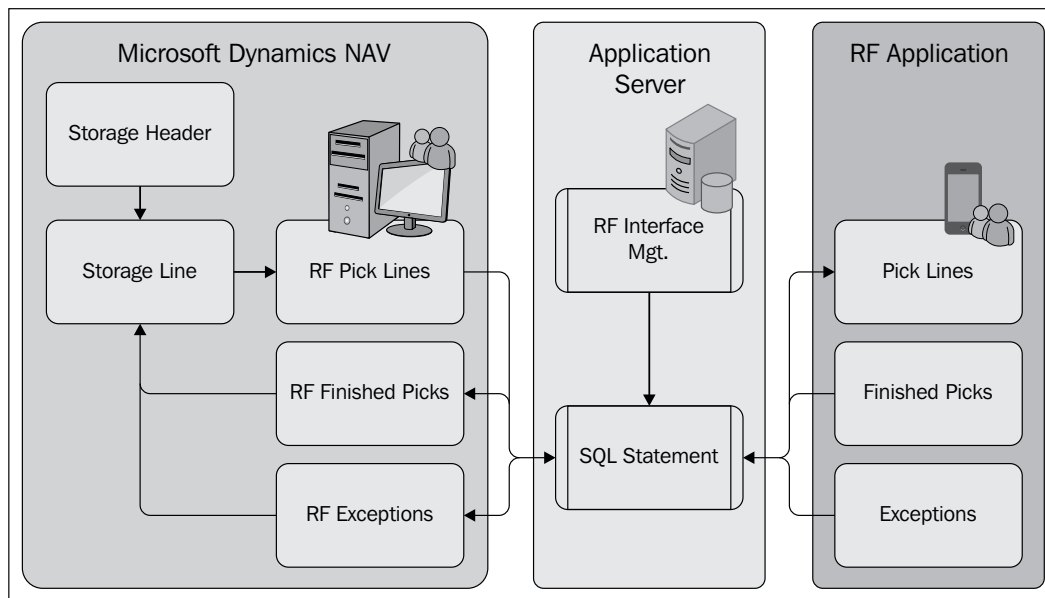 Microsoft Dynamics NAV
Storage Header
Storage Line
RF Pick Lines
RF Finished Picks
RF Exceptions
Application
Server
RF Interface
Mgt.
SQL Statement
RF Application
Pick Lines
Finished Picks
Exceptions